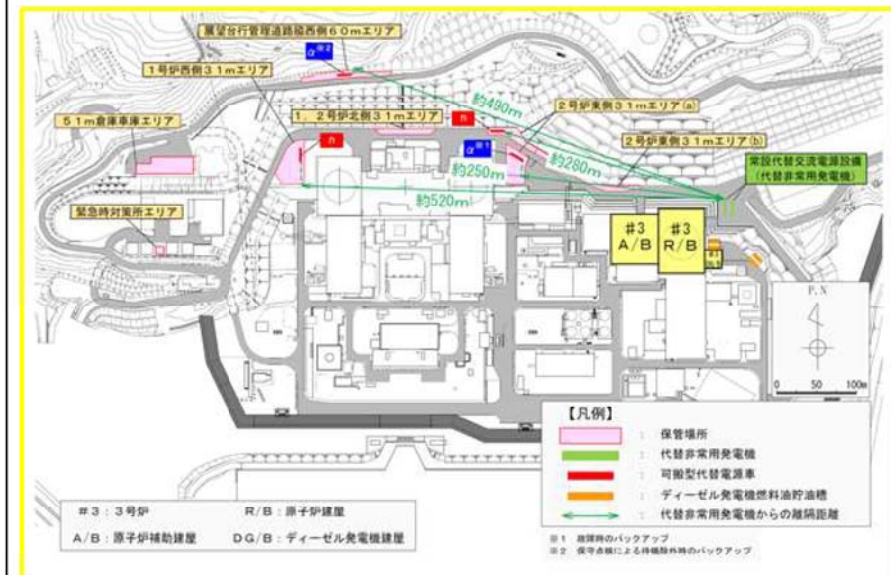 展望台行管理道路脇西側60mエリア
α※2
1号炉西側31mエリア
n
51m倉庫車庫エリア
1，2号炉北側31mエリア
n
約490m
2号炉東側31mエリア(a)
2号炉東側31mエリア(b)
α※1
約280m
約250m
常設代替交流電源設備
（代替非常用発電機）
約520m
緊急時対策所エリア
#3
A/B
#3
R/B
#3
P.N
0 50 100m
【凡例】
： 保管場所
： 代替非常用発電機
： 可搬型代替電源車
： ディーゼル発電機燃料油貯油槽
： 代替非常用発電機からの離隔距離
#3：3号炉
R/B：原子炉建屋
A/B：原子炉補助建屋
DG/B：ディーゼル発電機建屋
※1 故障時のバックアップ
※2 保守点検による待機除外時のバックアップ